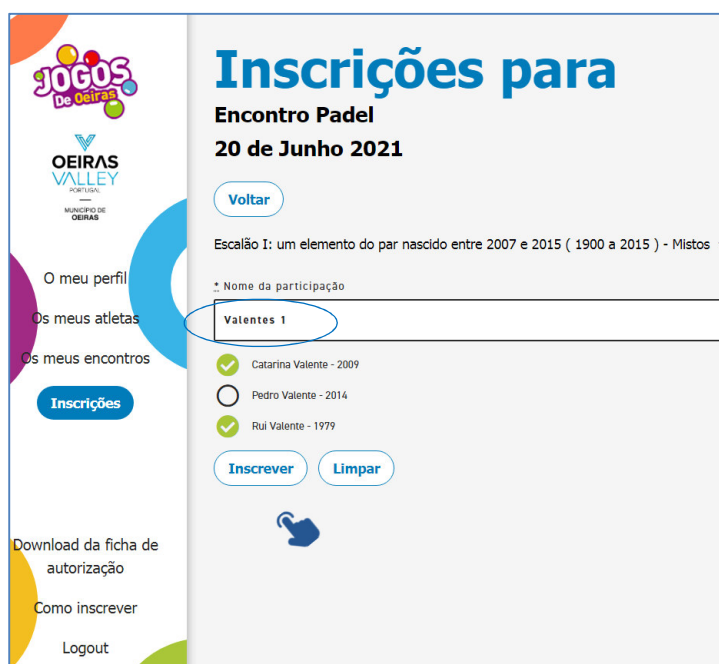 JOGOS
De Oeiras
OEIRAS
VALLEY
PORTUGAL
MUNICÍPIO DE
OEIRAS
O meu perfil
Os meus atletas
Os meus encontros
Inscrições
Download da ficha de
autorização
Como inscrever
Logout
Inscrições para
Encontro Padel
20 de Junho 2021
Voltar
Escalão I: um elemento do par nascido entre 2007 e 2015 ( 1900 a 2015 ) - Mistos
* Nome da participação
Valentes 1
Catarina Valente - 2009
Pedro Valente - 2014
Rui Valente - 1979
Inscrever
Limpar